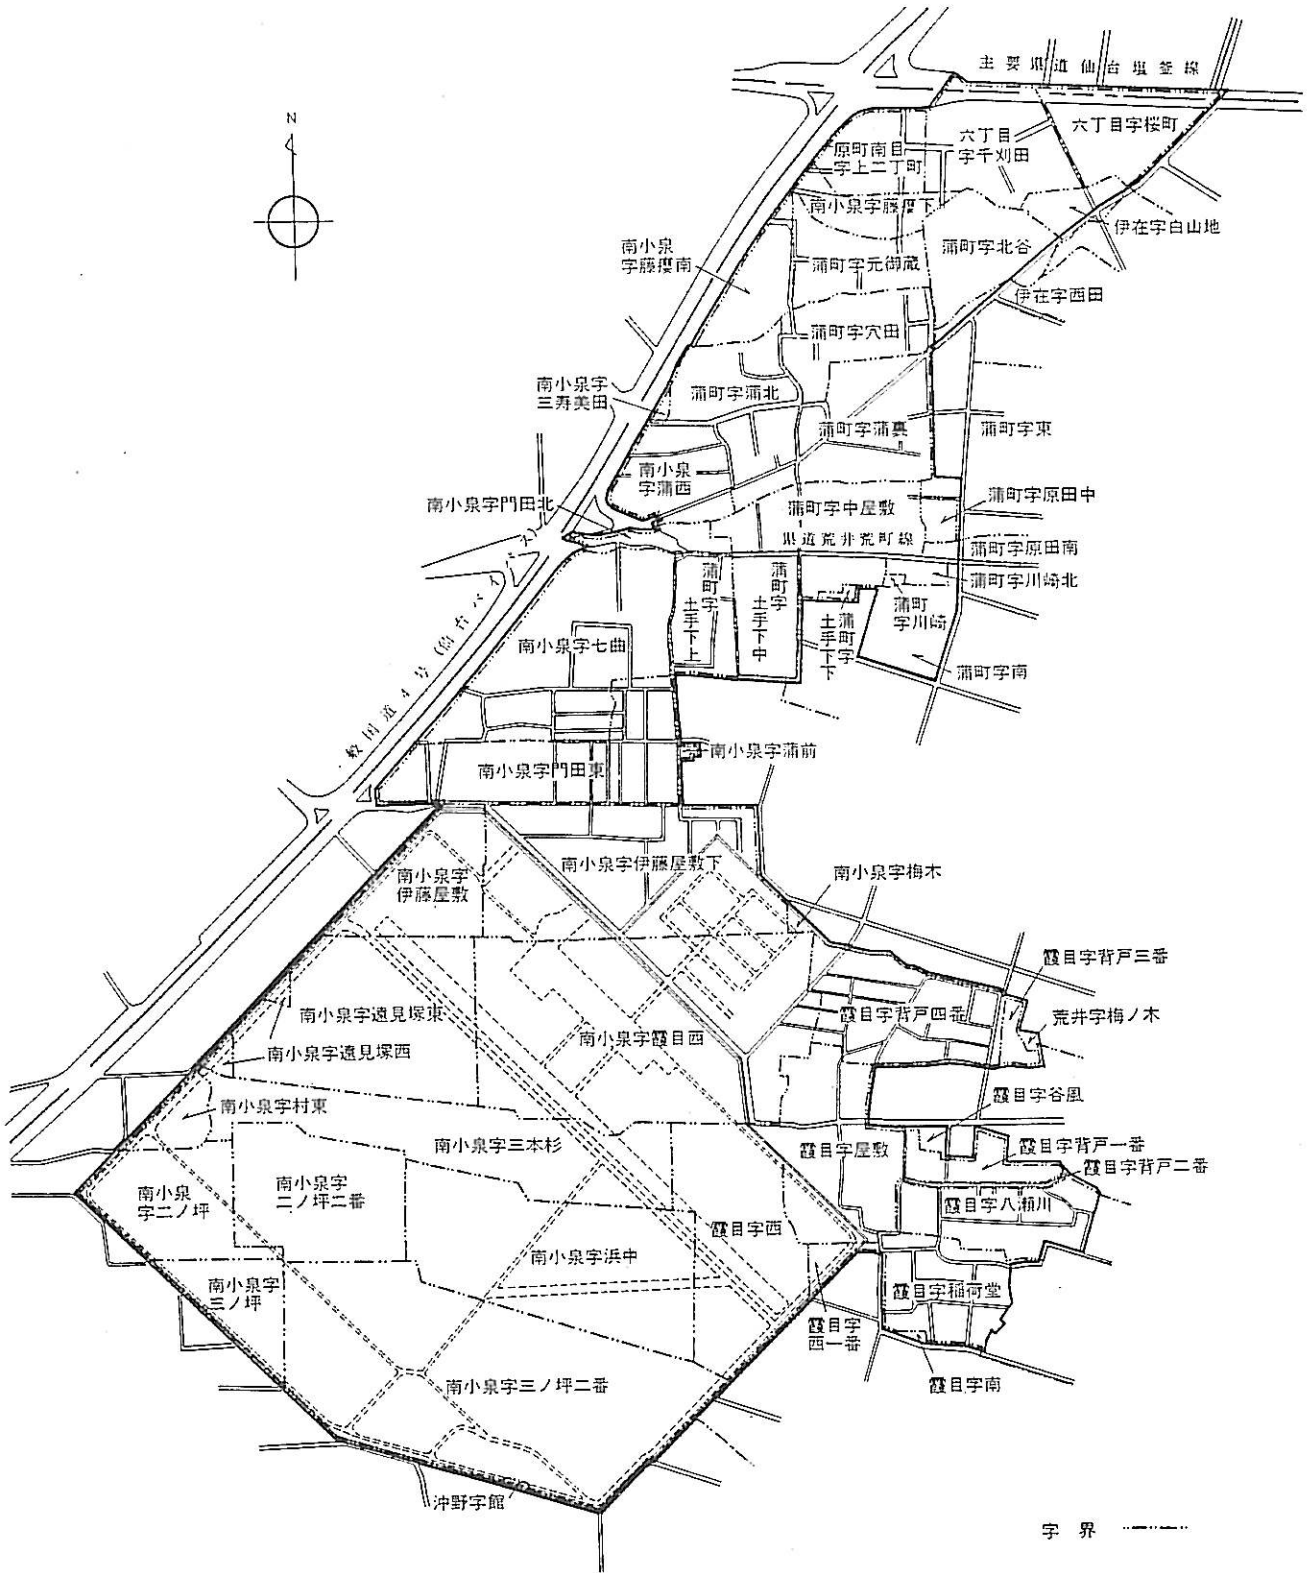 主要県道仙台塩釜線
N
六丁目字桜町
六丁目
字千刈田
原町南目
字上二丁町
南小泉字藤塚下
伊在字白山地
蒲町字北谷
南小泉
字藤塚南
蒲町字元御蔵
伊在字西田
蒲町字穴田
南小泉字
三寿美田
蒲町字蒲北
蒲町字蒲裏
蒲町字東
南小泉
字蒲西
蒲町字原田中
南小泉字門田北
蒲町字中屋敷
県道荒井荒町線
蒲町字原田南
蒲町字川崎北
蒲町字
土手下上
蒲町字
土手下中
蒲町字
土手下下
蒲町
字川崎
蒲町字南
南小泉字七曲
国道4号(仙台バイパス)
南小泉字蒲前
南小泉字門田東
南小泉字伊藤屋敷下
南小泉字
伊藤屋敷
南小泉字梅木
霞目字背戸三番
南小泉字遠見塚東
南小泉字霞目西
霞目字背戸四番
荒井字梅ノ木
南小泉字遠見塚西
南小泉字村東
霞目字谷風
南小泉字三本杉
霞目字屋敷
霞目字背戸一番
霞目字背戸二番
南小泉
字二ノ坪
南小泉字
二ノ坪二番
霞目字八瀬川
霞目字西
南小泉字浜中
南小泉字
三ノ坪
霞目字稲荷堂
霞目字
西一番
南小泉字三ノ坪二番
霞目字南
沖野字館
字界